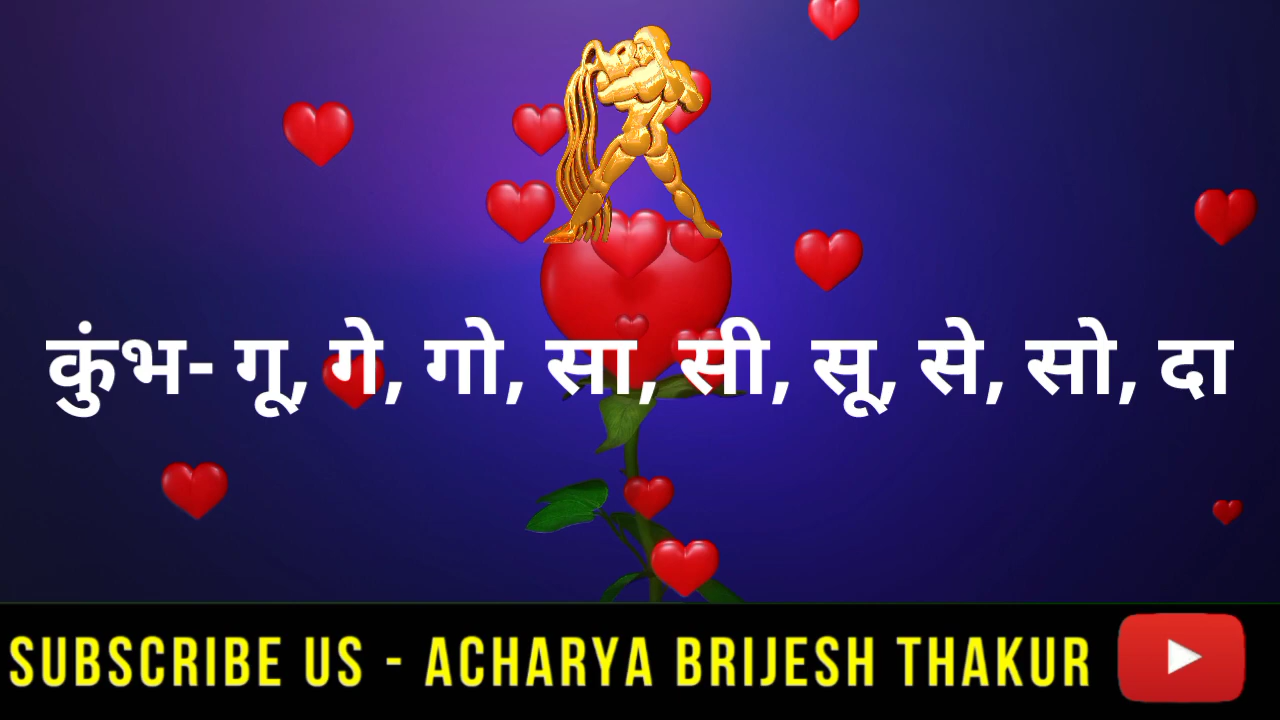 कुंभ- गू, गे, गो, सा, सी, सू, से, सो, दा
SUBSCRIBE US - ACHARYA BRIJESH THAKUR